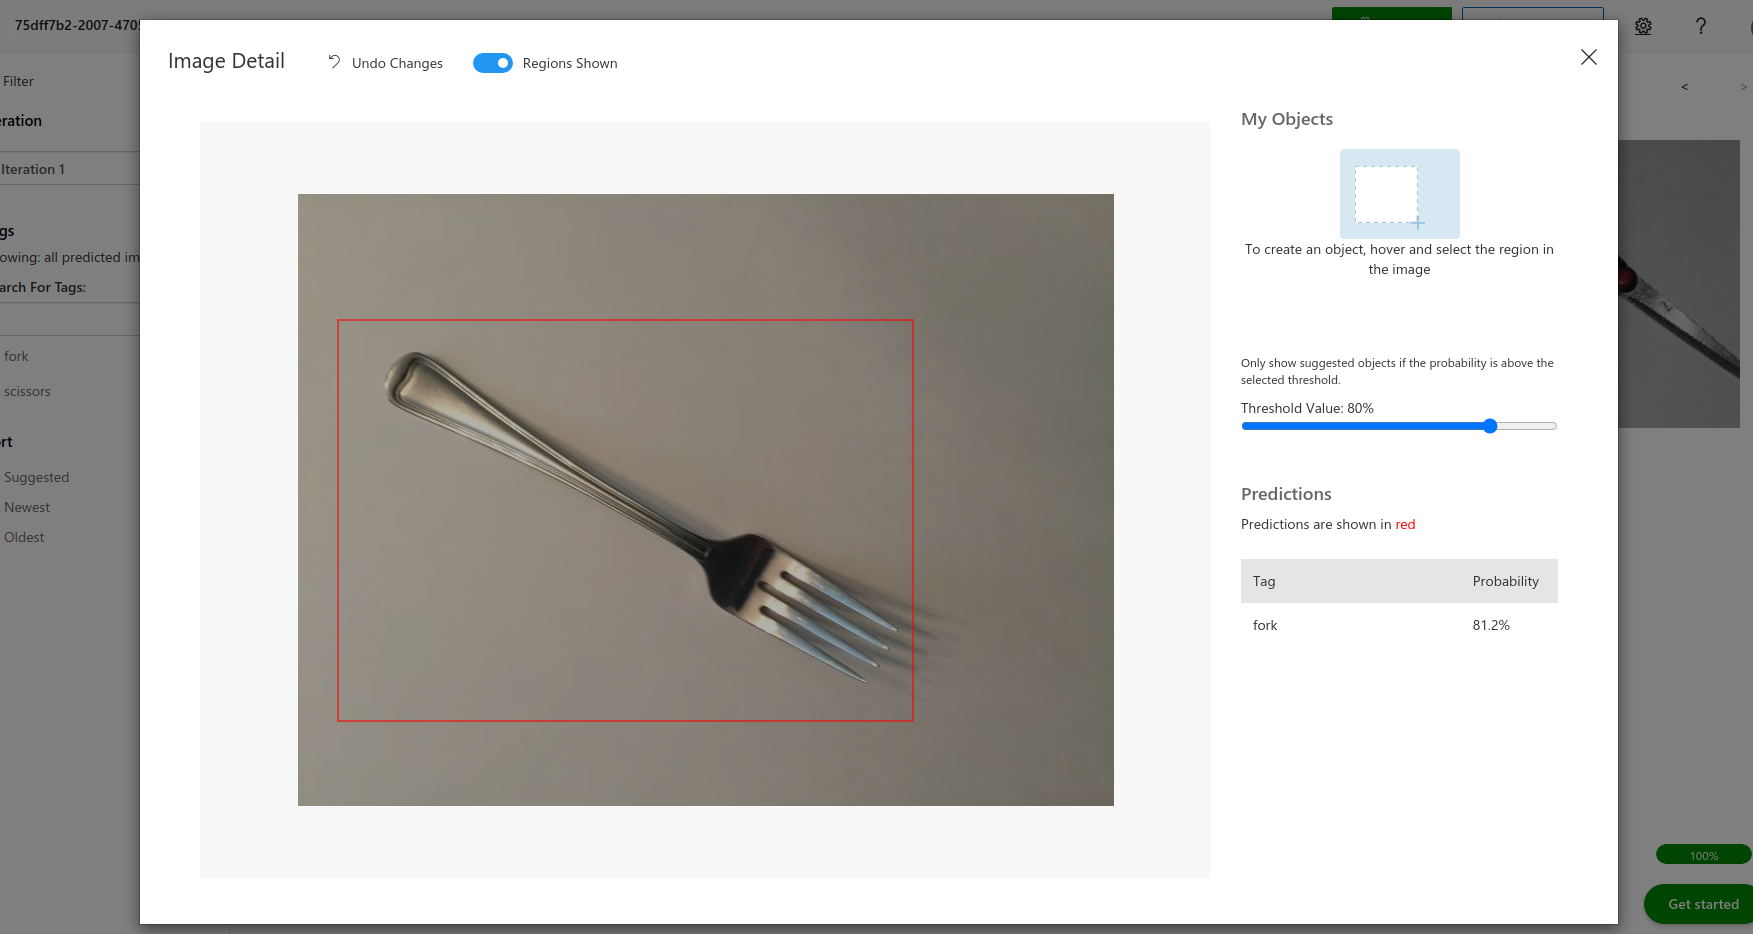 75dff7b2-2007-4705
Image Detail
Undo Changes
Regions Shown
?
Filter
<
>
eration
My Objects
Iteration 1
gs
owing: all predicted im
To create an object, hover and select the region in
the image
arch For Tags:
fork
Only show suggested objects if the probability is above the
selected threshold.
scissors
Threshold Value: 80%
rt
Suggested
Predictions
Newest
Predictions are shown in red
Oldest
Tag Probability
fork 81.2%
100%
Get started